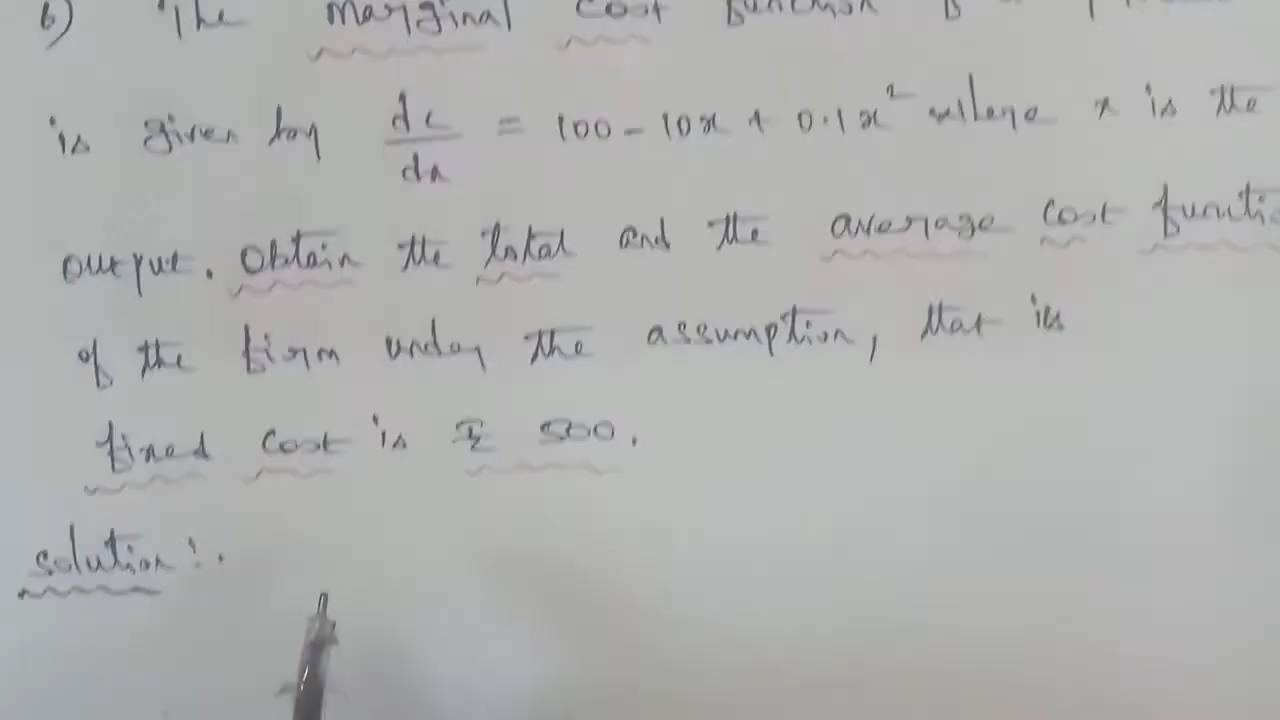 6) The marginal cost function
is given by dc/dx = 100 - 10x + 0.1x² where x is the
output. Obtain the total and the average cost functi
of the firm under the assumption, that is
fixed cost is ₹ 500.
solution :.